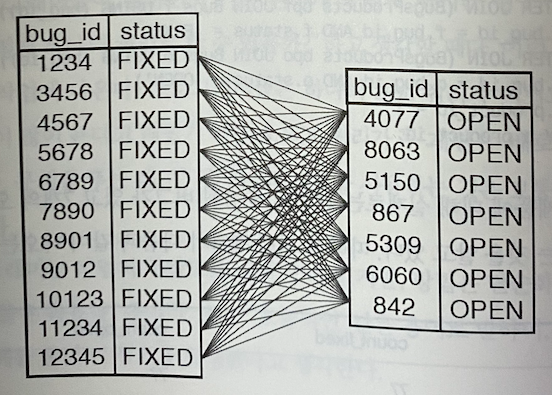 bug_id status
1234 FIXED
3456 FIXED
4567 FIXED
5678 FIXED
6789 FIXED
7890 FIXED
8901 FIXED
9012 FIXED
10123 FIXED
11234 FIXED
12345 FIXED
bug_id status
4077 OPEN
8063 OPEN
5150 OPEN
867 OPEN
5309 OPEN
6060 OPEN
842 OPEN